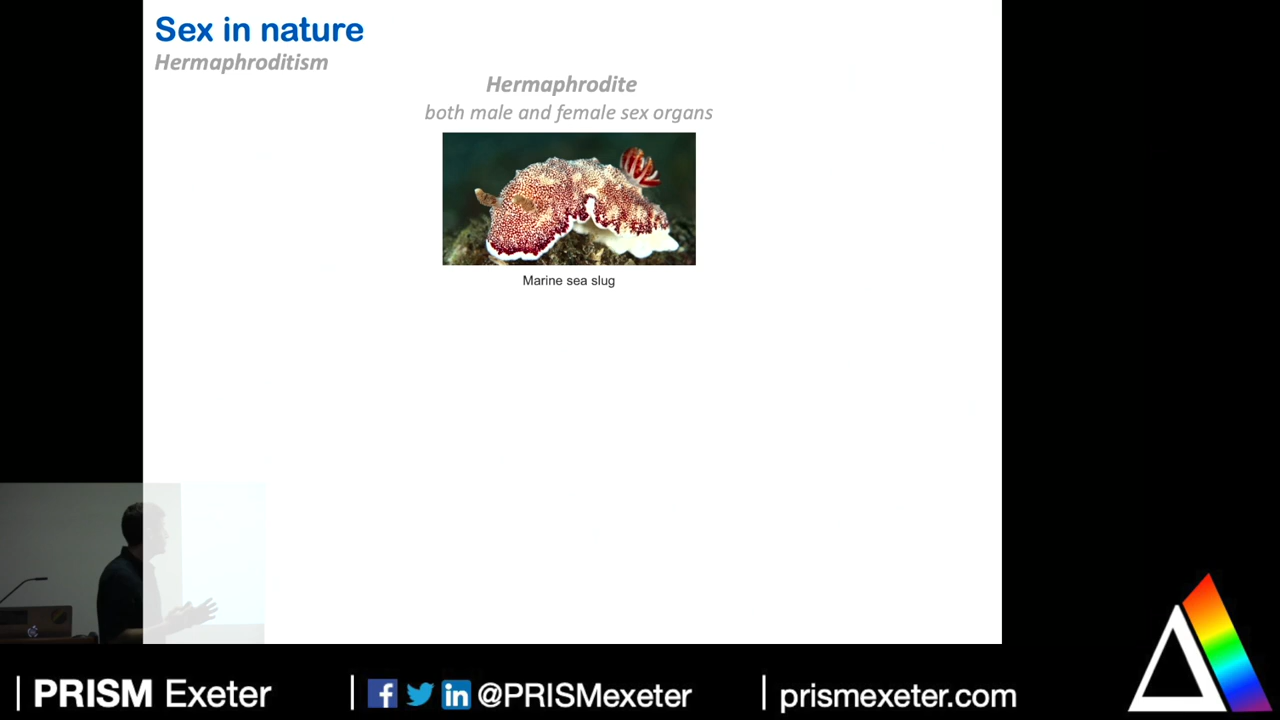 Sex in nature
Hermaphroditism
Hermaphrodite
both male and female sex organs
Marine sea slug
| PRISM Exeter | @PRISMexeter | prismexeter.com